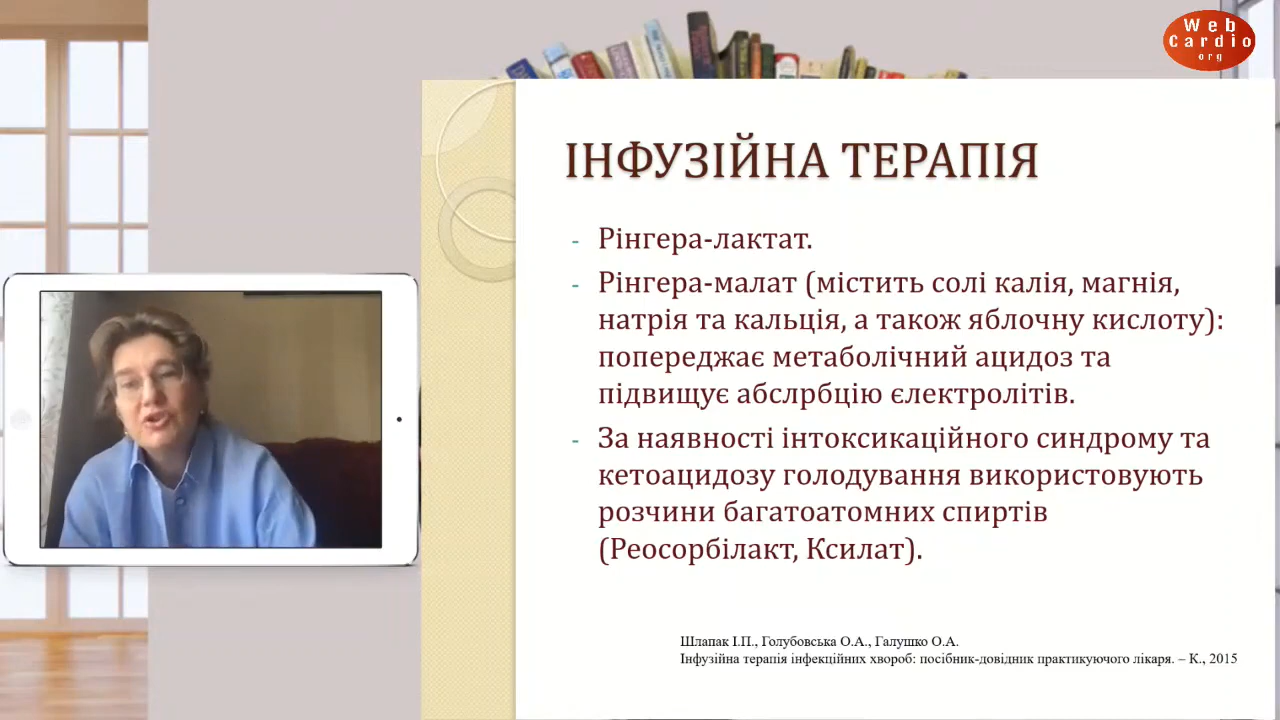 Web
Cardio
org
ІНФУЗІЙНА ТЕРАПІЯ
- Рінгера-лактат.
- Рінгера-малат (містить солі калія, магнія,
натрія та кальція, а також яблочну кислоту):
попереджає метаболічний ацидоз та
підвищує абслрбцію єлектролітів.
- За наявності інтоксикаційного синдрому та
кетоацидозу голодування використовують
розчини багатоатомних спиртів
(Реосорбілакт, Ксилат).
Шлапак І.П., Голубовська О.А., Галушко О.А.
Інфузійна терапія інфекційних хвороб: посібник-довідник практикуючого лікаря. – К., 2015